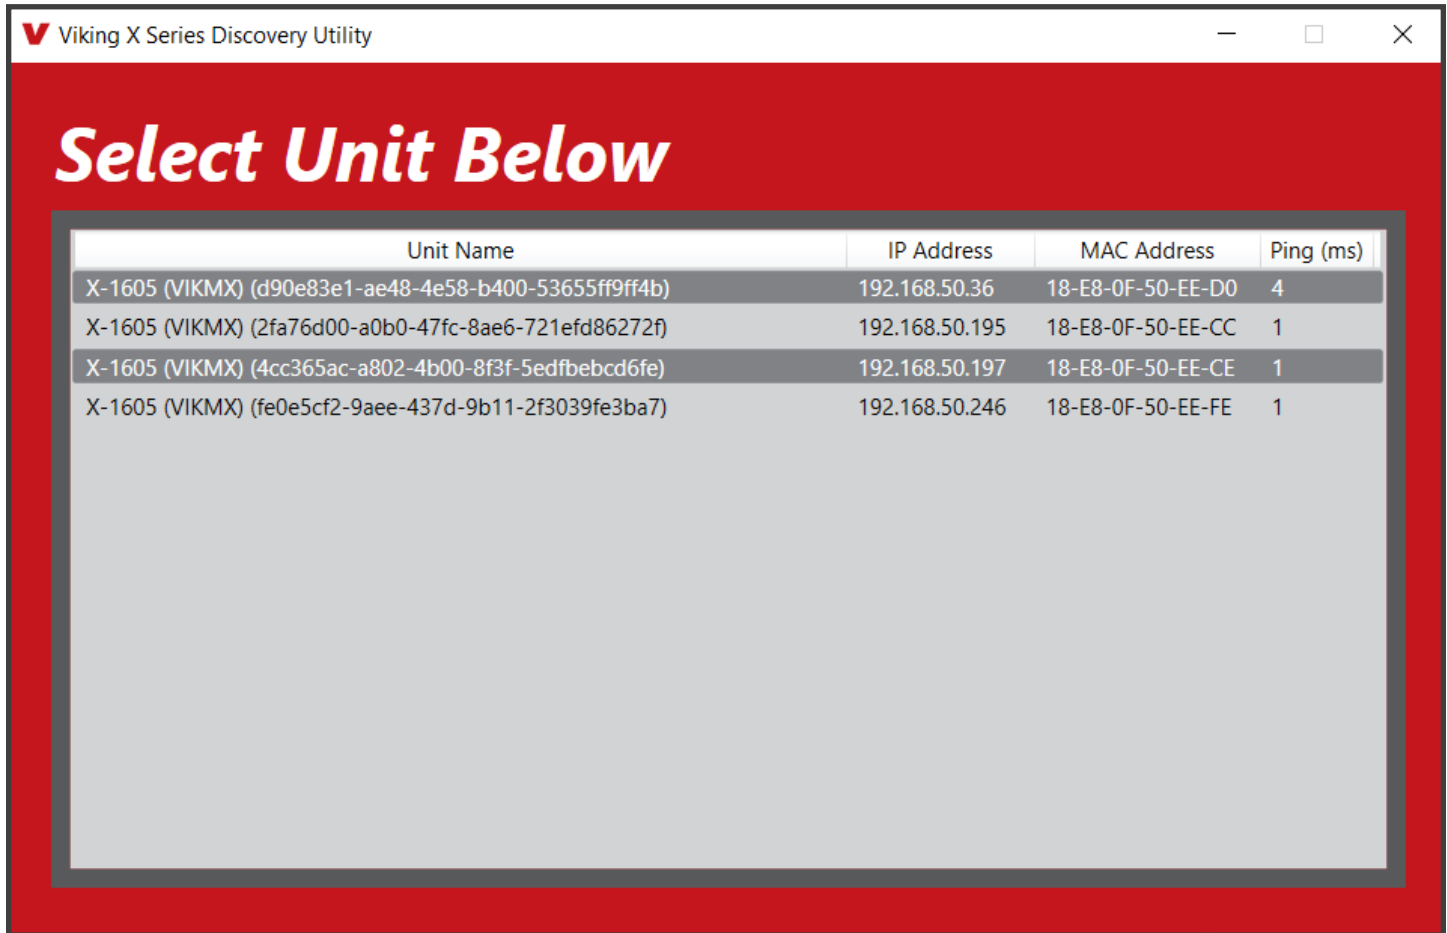 Viking X Series Discovery Utility
Select Unit Below
Unit Name IP Address MAC Address Ping (ms)
X-1605 (VIKMX) (d90e83e1-ae48-4e58-b400-53655ff9ff4b) 192.168.50.36 18-E8-0F-50-EE-D0 4
X-1605 (VIKMX) (2fa76d00-a0b0-47fc-8ae6-721efd86272f) 192.168.50.195 18-E8-0F-50-EE-CC 1
X-1605 (VIKMX) (4cc365ac-a802-4b00-8f3f-5edfbebcd6fe) 192.168.50.197 18-E8-0F-50-EE-CE 1
X-1605 (VIKMX) (fe0e5cf2-9aee-437d-9b11-2f3039fe3ba7) 192.168.50.246 18-E8-0F-50-EE-FE 1